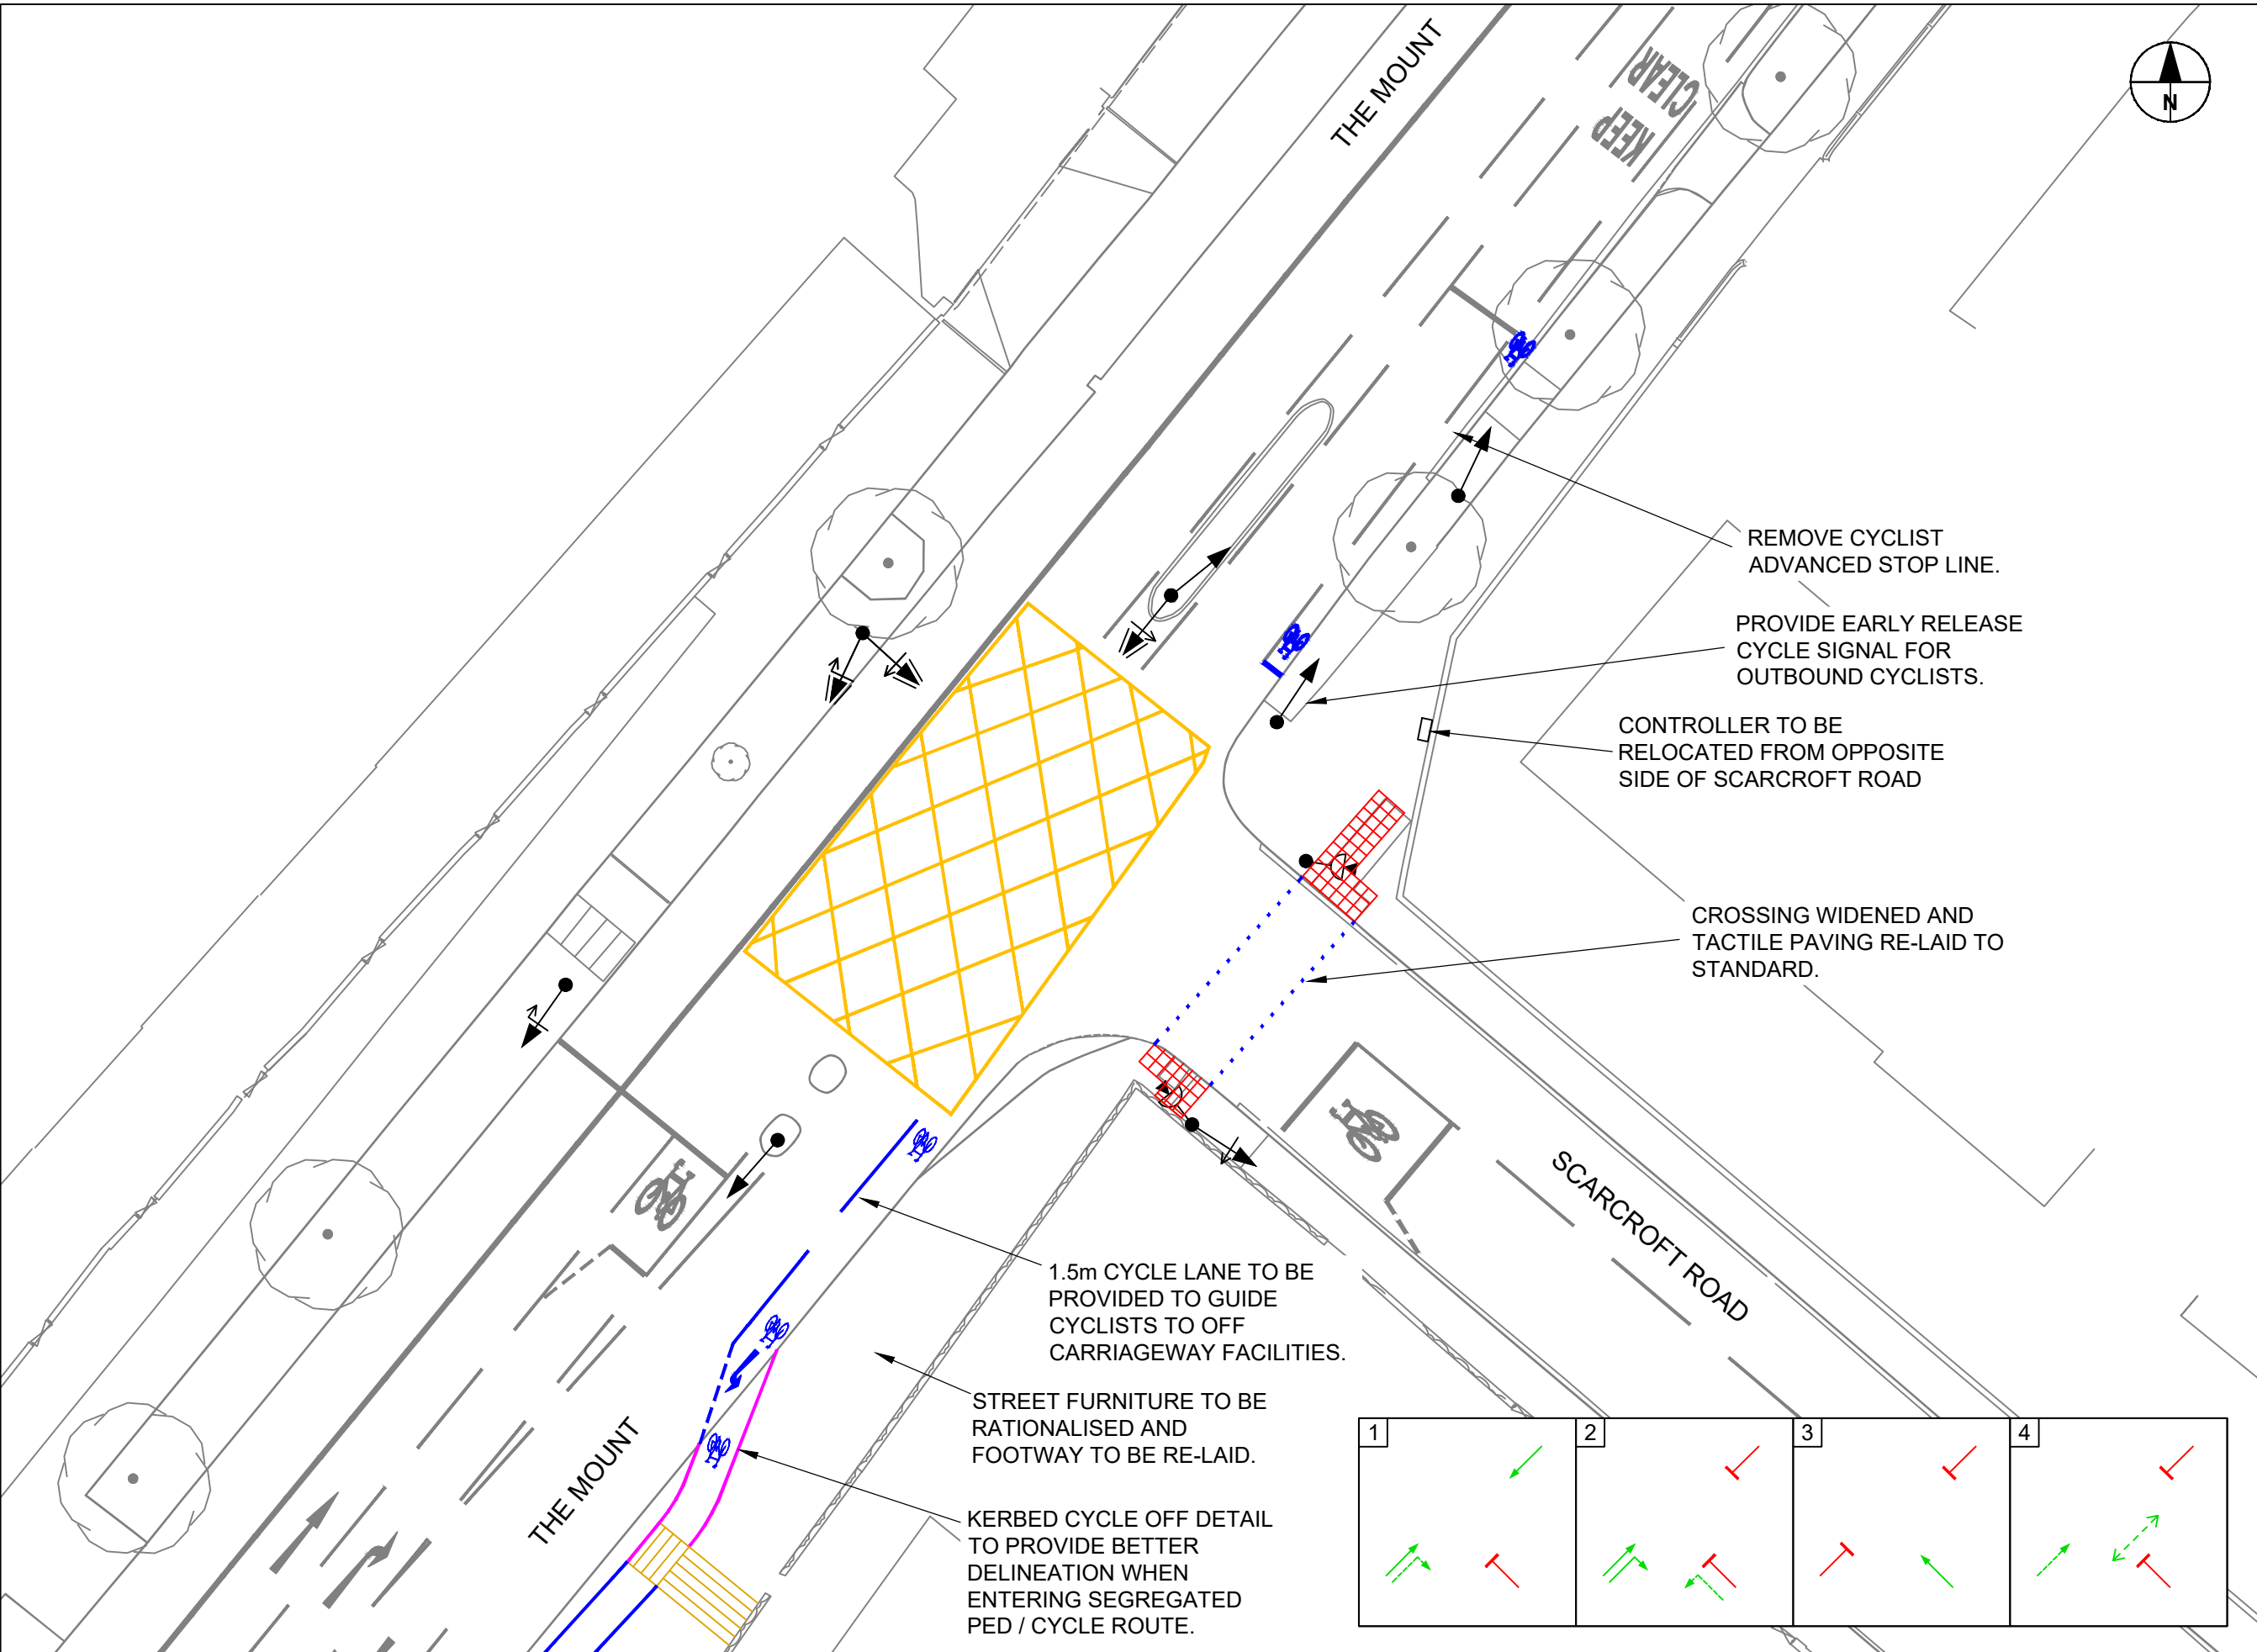 THE MOUNT
KEEP
CLEAR
N
REMOVE CYCLIST
ADVANCED STOP LINE.
PROVIDE EARLY RELEASE
CYCLE SIGNAL FOR
OUTBOUND CYCLISTS.
CONTROLLER TO BE
RELOCATED FROM OPPOSITE
SIDE OF SCARCROFT ROAD
CROSSING WIDENED AND
TACTILE PAVING RE-LAID TO
STANDARD.
SCARCROFT ROAD
1.5m CYCLE LANE TO BE
PROVIDED TO GUIDE
CYCLISTS TO OFF
CARRIAGEWAY FACILITIES.
STREET FURNITURE TO BE
RATIONALISED AND
FOOTWAY TO BE RE-LAID.
THE MOUNT
KERBED CYCLE OFF DETAIL
TO PROVIDE BETTER
DELINEATION WHEN
ENTERING SEGREGATED
PED / CYCLE ROUTE.
1
2
3
4